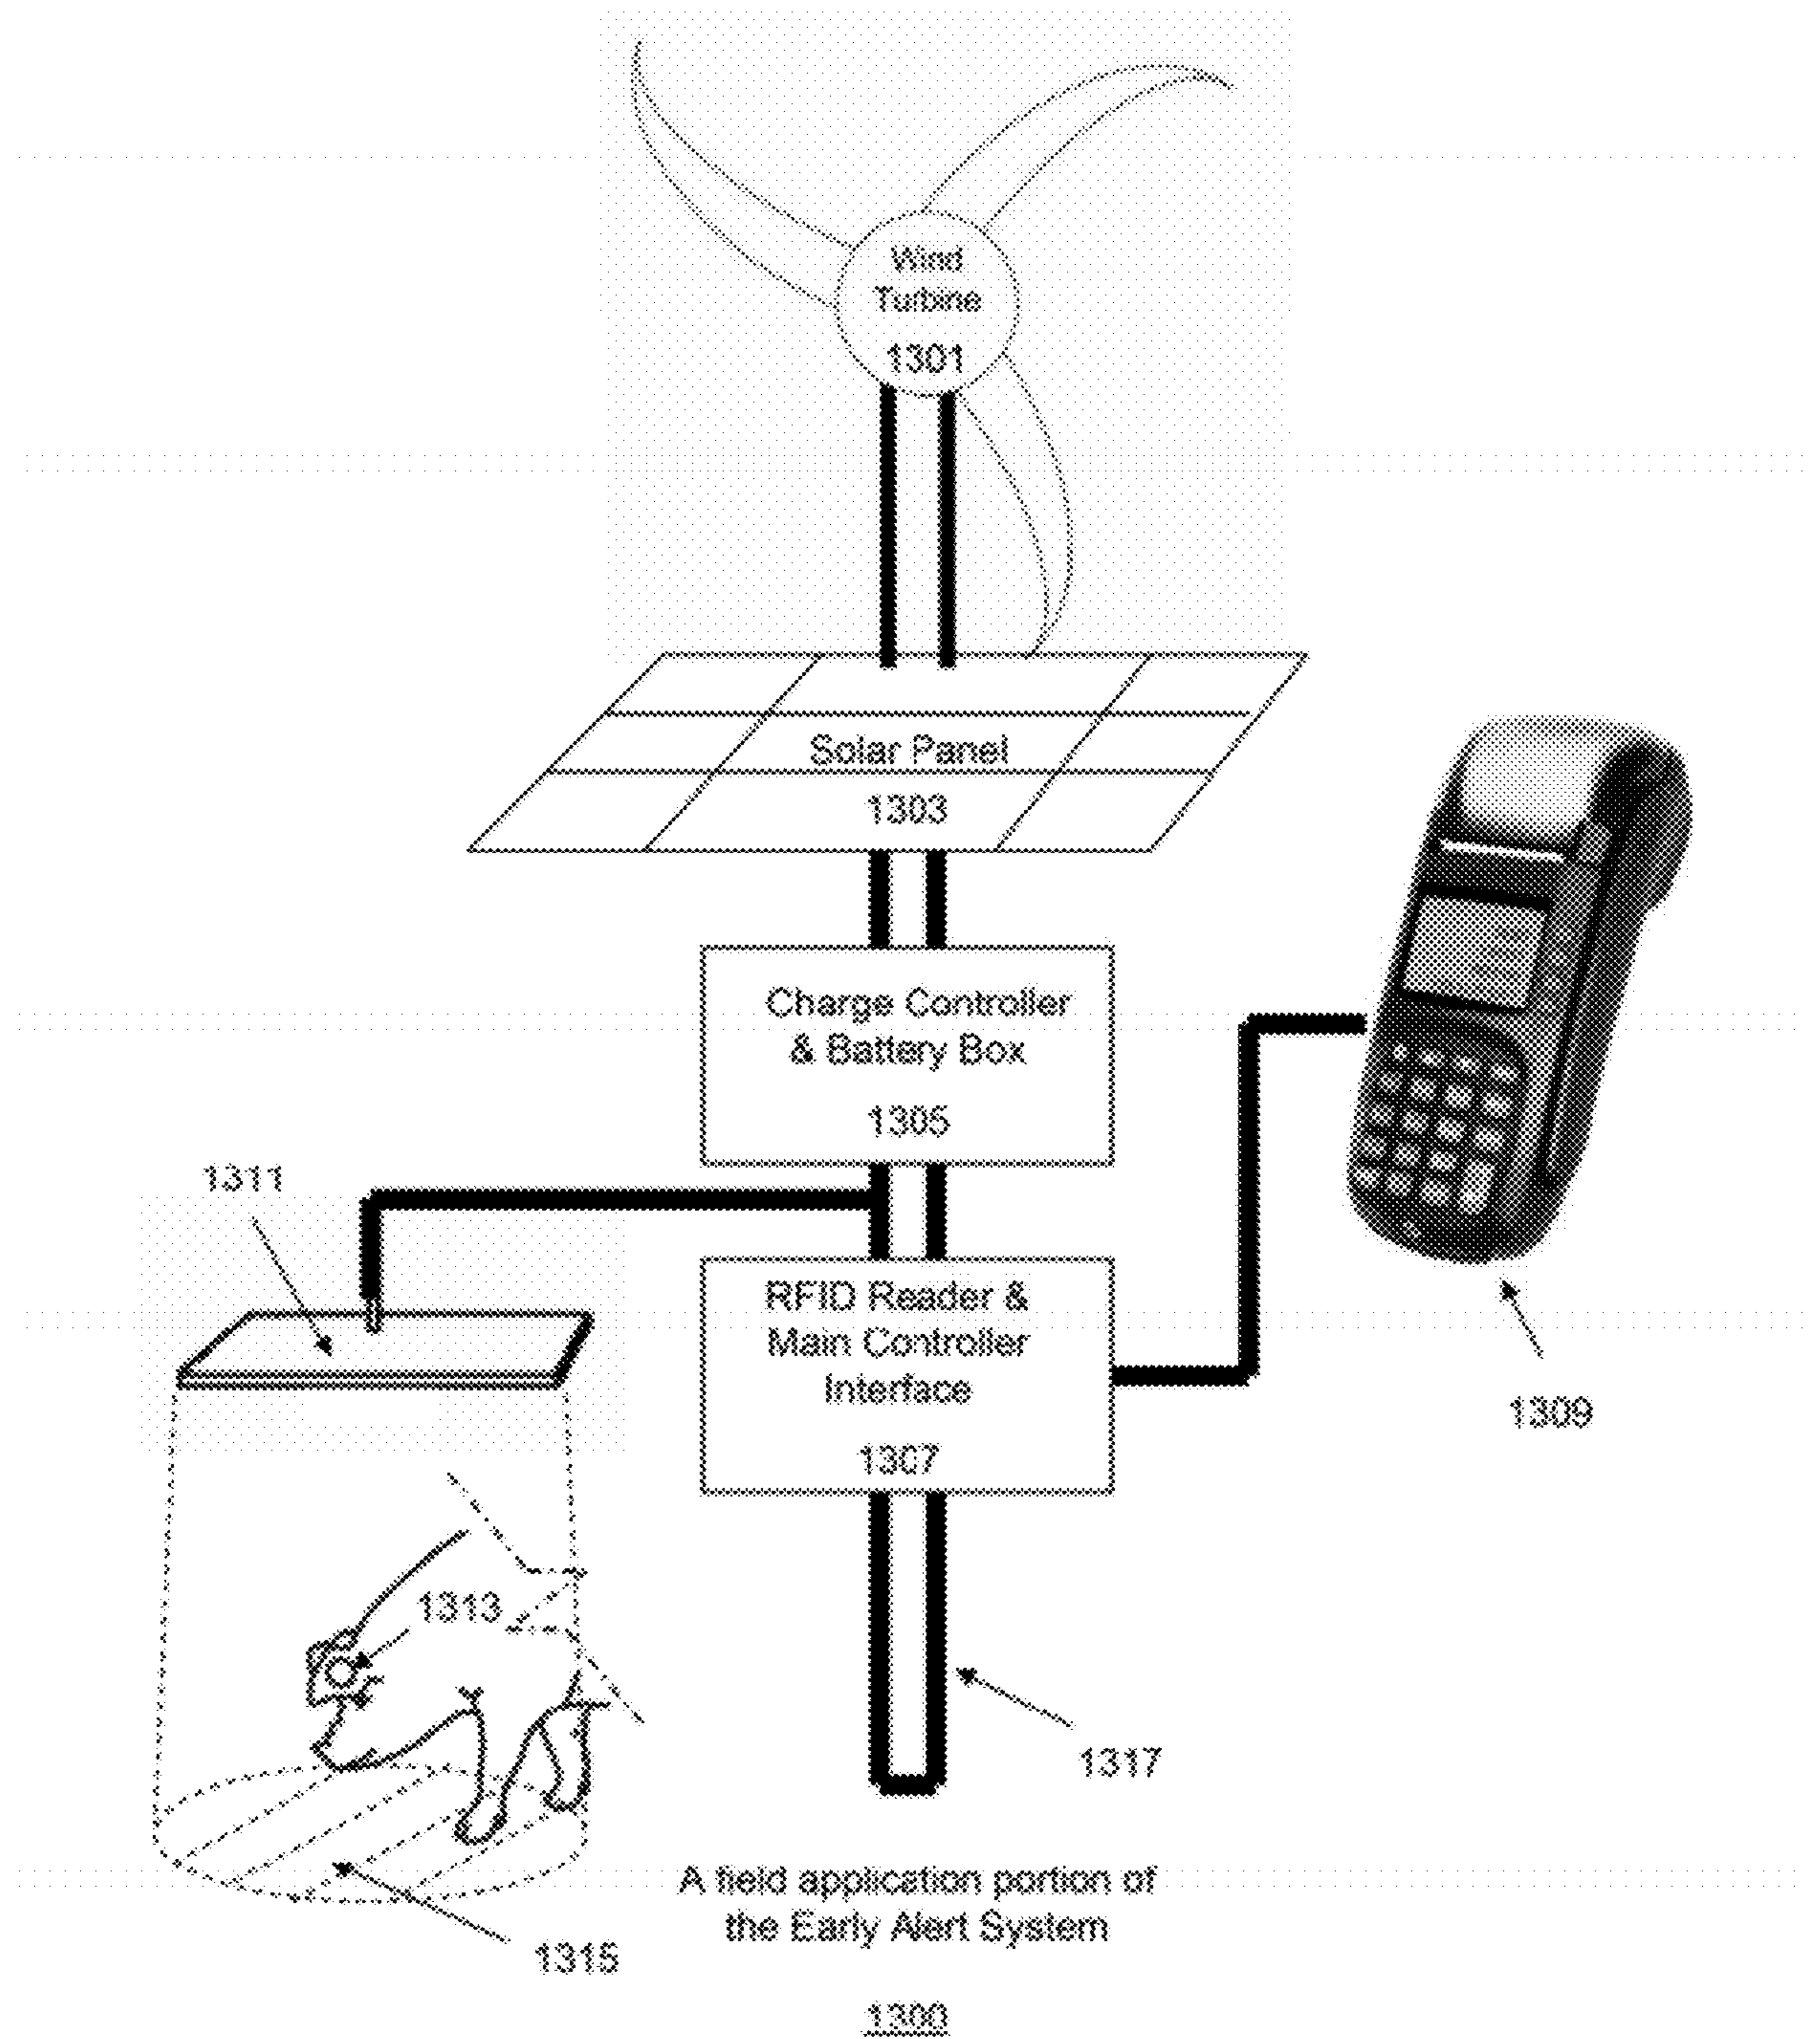 Wind
Turbine
1301
Solar Panel
1303
Charge Controller
& Battery Box
1305
1311
RFID Reader &
Main Controller
Interface
1307
1309
1313
1317
A field application portion of
the Early Alert System
1315
1300